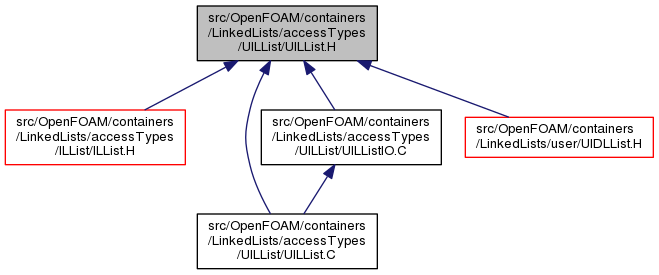 src/OpenFOAM/containers
/LinkedLists/accessTypes
/UILList/UILList.H
src/OpenFOAM/containers
/LinkedLists/accessTypes
/ILList/ILList.H
src/OpenFOAM/containers
/LinkedLists/accessTypes
/UILList/UILListIO.C
src/OpenFOAM/containers
/LinkedLists/user/UIDLList.H
src/OpenFOAM/containers
/LinkedLists/accessTypes
/UILList/UILList.C